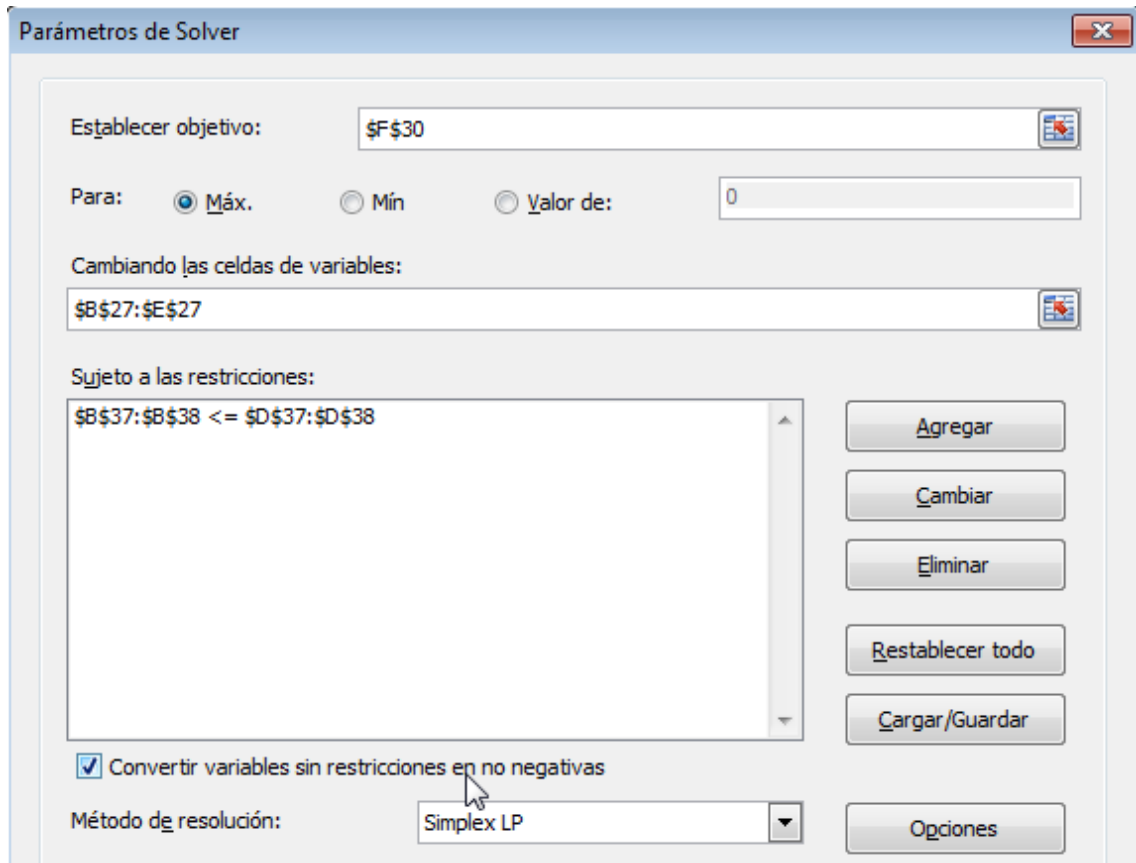 Parámetros de Solver
Establecer objetivo: $F$30
Para: Máx. Mín Valor de: 0
Cambiando las celdas de variables:
$B$27:$E$27
Sujeto a las restricciones:
$B$37:$B$38 <= $D$37:$D$38
Agregar
Cambiar
Eliminar
Restablecer todo
Cargar/Guardar
Convertir variables sin restricciones en no negativas
Método de resolución: Simplex LP Opciones